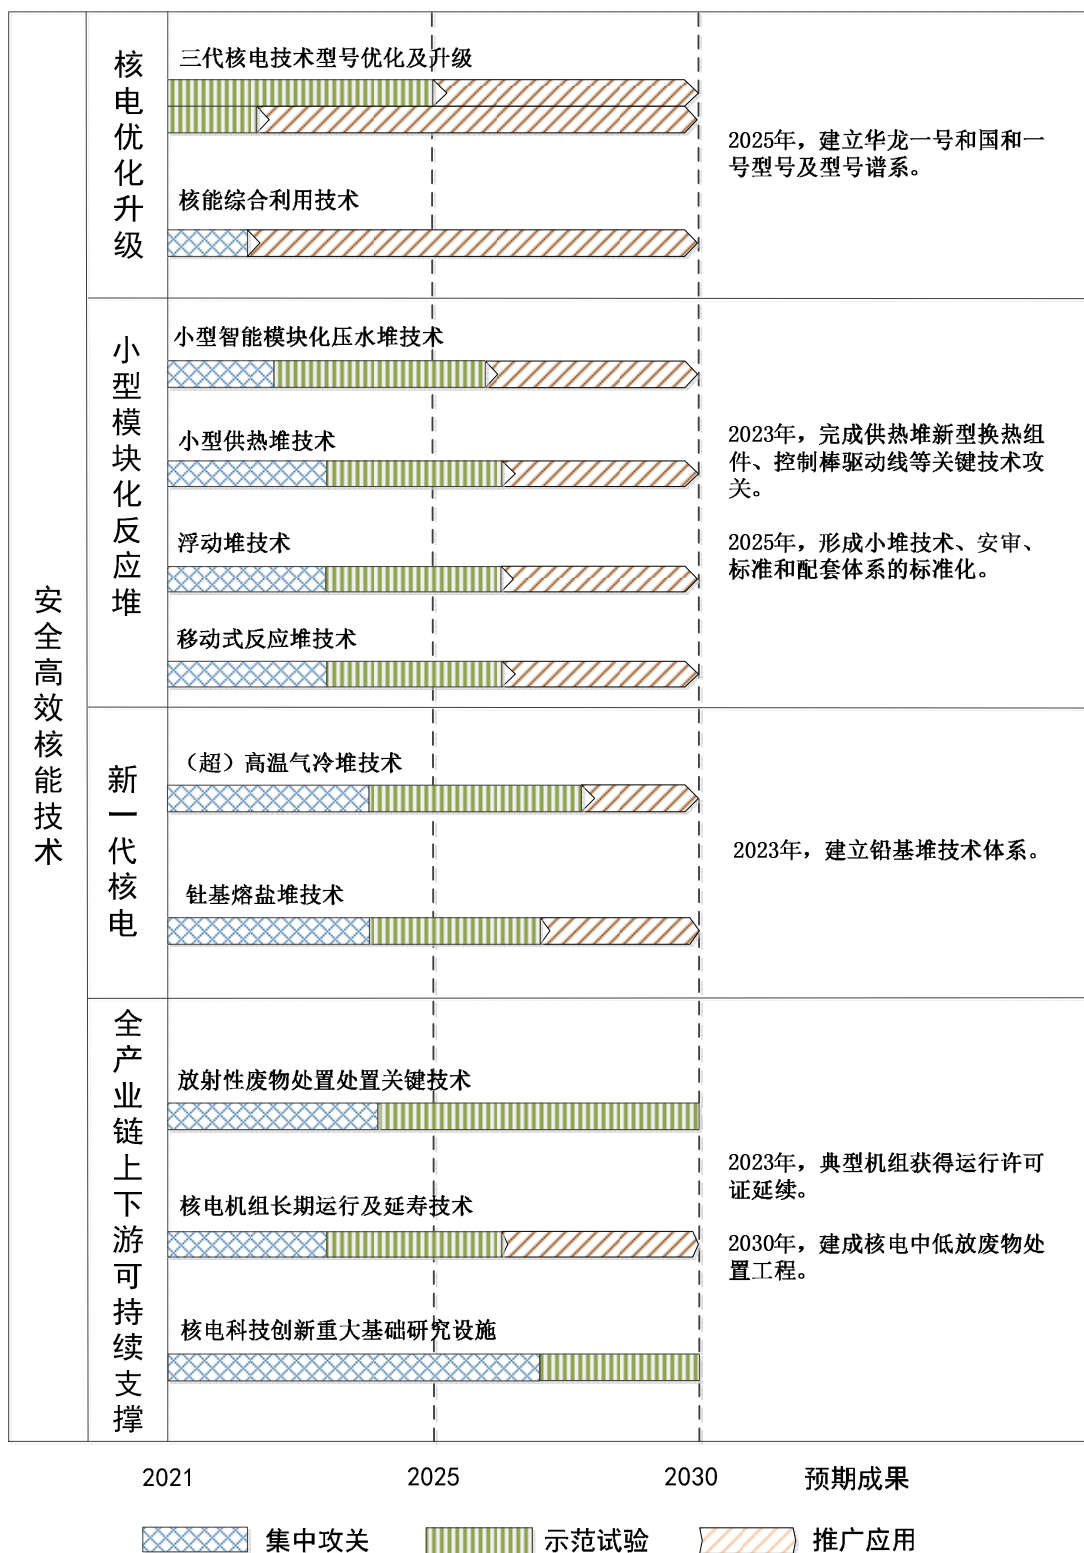 安全高效核能技术
核电优化升级
三代核电技术型号优化及升级
核能综合利用技术
2025年，建立华龙一号和国和一
号型号及型号谱系。
小型模块化反应堆
小型智能模块化压水堆技术
小型供热堆技术
浮动堆技术
移动式反应堆技术
2023年，完成供热堆新型换热组
件、控制棒驱动线等关键技术攻
关。
2025年，形成小堆技术、安审、
标准和配套体系的标准化。
新一代核电
（超）高温气冷堆技术
钍基熔盐堆技术
2023年，建立铅基堆技术体系。
全产业链上下游可持续支撑
放射性废物处置处置关键技术
核电机组长期运行及延寿技术
核电科技创新重大基础研究设施
2023年，典型机组获得运行许可
证延续。
2030年，建成核电中低放废物处
置工程。
2021 2025 2030 预期成果
集中攻关 示范试验 推广应用